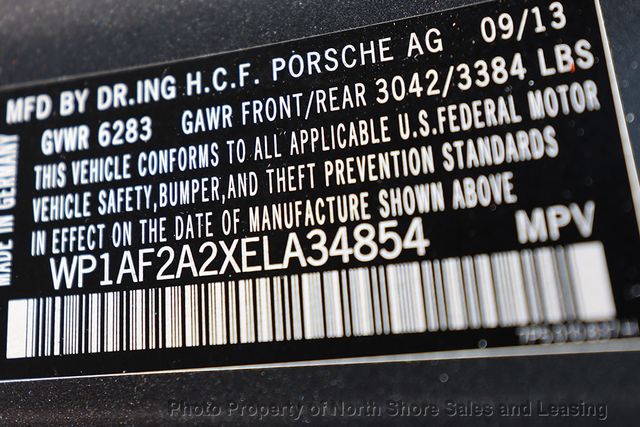 MFD BY DR.ING H.C.F. PORSCHE AG 09/13
GVWR 6283 GAWR FRONT/REAR 3042/3384 LBS
THIS VEHICLE CONFORMS TO ALL APPLICABLE U.S.FEDERAL MOTOR
VEHICLE SAFETY,BUMPER,AND THEFT PREVENTION STANDARDS
IN EFFECT ON THE DATE OF MANUFACTURE SHOWN ABOVE
WP1AF2A2XELA34854 MPV
MADE IN GERMANY
Photo Property of North Shore Sales and Leasing